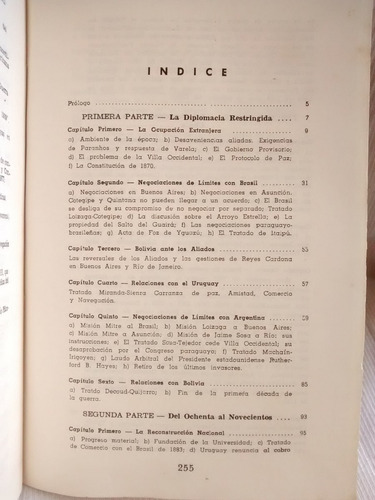 INDICE
Prólogo 5
PRIMERA PARTE — La Diplomacia Restringida .... 7
Capítulo Primero — La Ocupación Extranjera 9
a) Ambiente de la época; b) Desaveniencias aliadas. Exigencias
de Paranhos y respuesta de Varela; c) El Gobierno Provisorio;
d) El problema de la Villa Occidental; e) El Protocolo de Paz;
f) La Constitución de 1870.
Capítulo Segundo — Negociaciones de Límites con Brasil 31
a) Negociaciones en Buenos Aires; b) Negociaciones en Asunción.
Cotegipe y Quintana no pueden llegar a un acuerdo; c) El Brasil
se desliga de su compromiso de no negociar por separado; Tratado
Loizaga-Cotegipe; d) La discusión sobre el Arroyo Estrella; e) La
propiedad del Salto del Guairá; f) Las negociaciones paraguayo-
brasileñas; g) Acta de Fos de Yguazú; h) El Tratado de Itaipú.
Capítulo Tercero — Bolivia ante los Aliados 55
Las reversales de los Aliados y las gestiones de Reyes Cardona
en Buenos Aires y Río de Janeiro.
Capítulo Cuarto — Relaciones con el Uruguay 57
Tratado Miranda-Sienra Carranza de paz, Amistad, Comercio
y Navegación.
Capítulo Quinto — Negociaciones de Límites con Argentina
a) Misión Mitre al Brasil; b) Misión Loizaga a Buenos Aires;
c) Misión Mitre a Asunción; d) Misión de Jaime Sosa a Río; sus
instrucciones; e) El Tratado Sosa-Tejedor cede Villa Occidental; su
desaprobación por el Congreso paraguayo; f) Tratado Machaín-
Irigoyen; g) Laudo Arbitral del Presidente estadounidense Ruther-
ford B. Hayes; h) Retiro de los últimos invasores.
Capítulo Sexto — Relaciones con Bolivia 85
a) Tratado Decoud-Quijarro; b) Fin de la primera década de
la guerra.
SEGUNDA PARTE — Del Ochenta al Novecientos .... 93
Capítulo Primero — La Reconstrucción Nacional 95
a) Progreso material; b) Fundación de la Universidad; c) Tratado
de Comercio con el Brasil de 1883; d) Uruguay renuncia al cobro
255